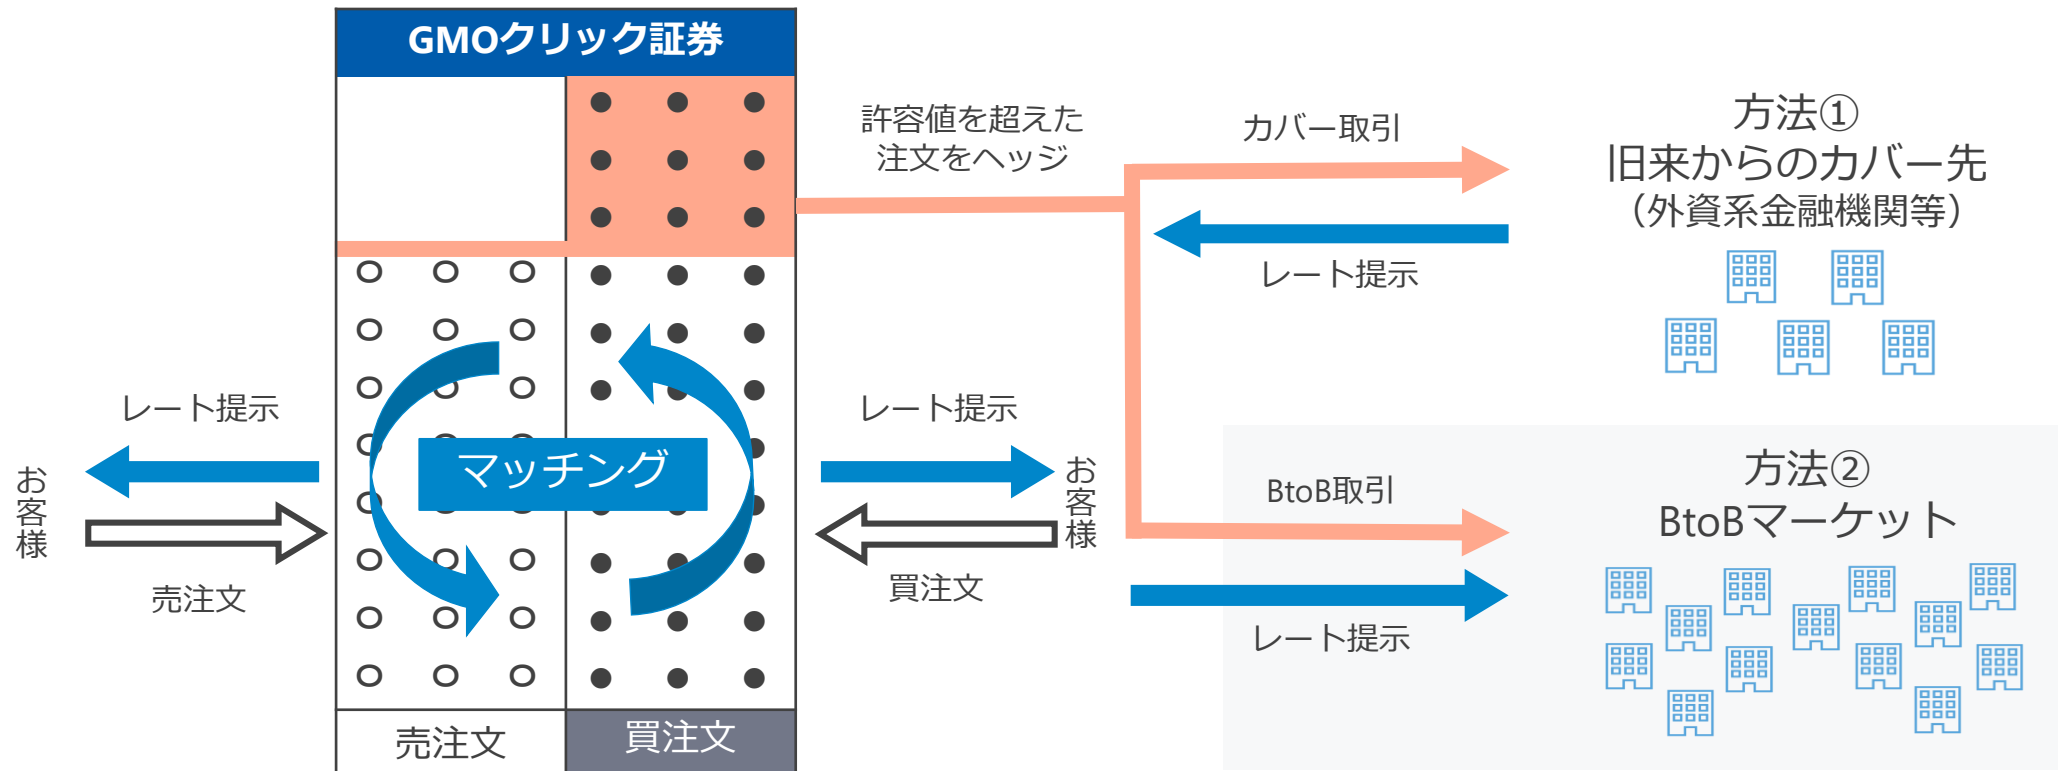 GMOクリック証券
許容値を超えた
注文をヘッジ
カバー取引
レート提示
方法①
旧来からのカバー先
（外資系金融機関等）
レート提示
お客様
売注文
マッチング
レート提示
お客様
買注文
BtoB取引
レート提示
方法②
BtoBマーケット
売注文
買注文